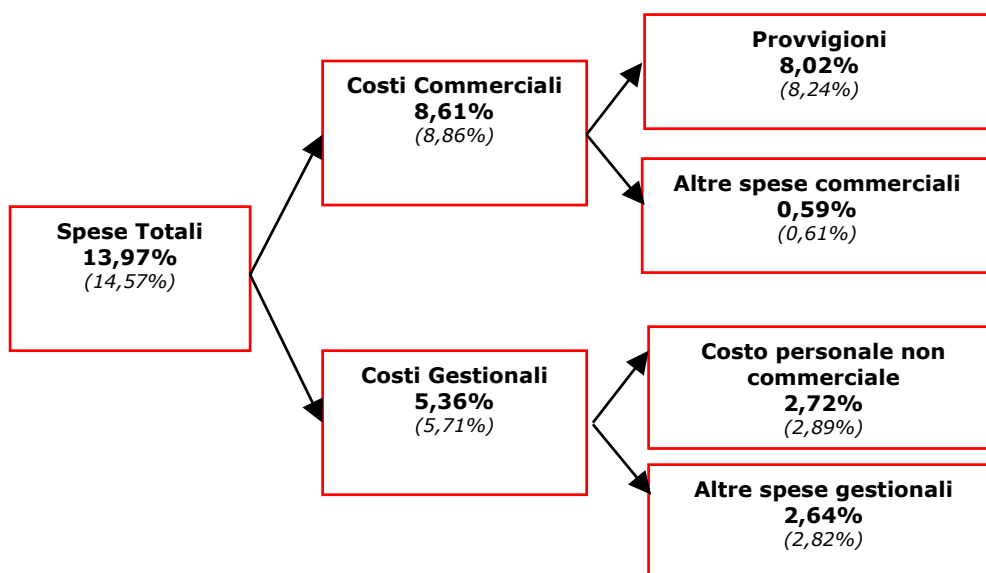 Spese Totali
13,97%
(14,57%)
Costi Commerciali
8,61%
(8,86%)
Provvigioni
8,02%
(8,24%)
Altre spese commerciali
0,59%
(0,61%)
Costi Gestionali
5,36%
(5,71%)
Costo personale non
commerciale
2,72%
(2,89%)
Altre spese gestionali
2,64%
(2,82%)